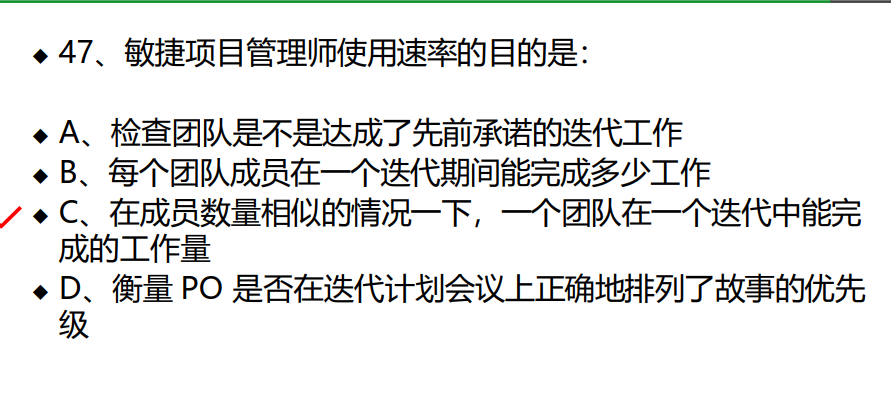 47、敏捷项目管理师使用速率的目的是：
A、检查团队是不是达成了先前承诺的迭代工作
B、每个团队成员在一个迭代期间能完成多少工作
C、在成员数量相似的情况一下，一个团队在一个迭代中能完
成的工作量
D、衡量 PO 是否在迭代计划会议上正确地排列了故事的优先
级